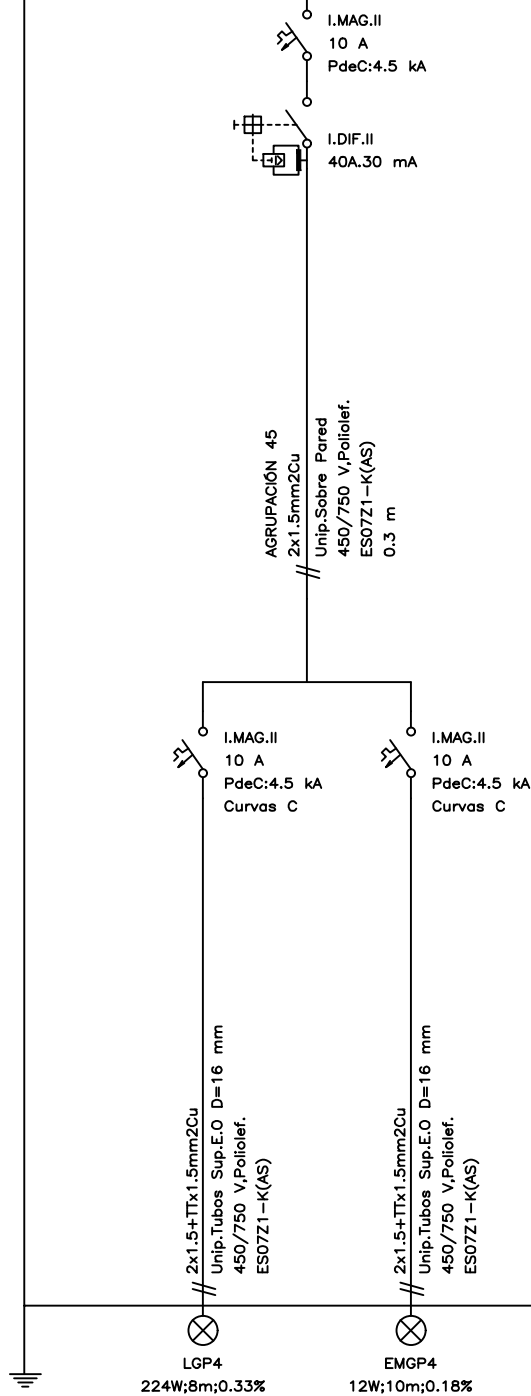 I.MAG.II
10 A
PdeC:4.5 kA
I.DIF.II
40A.30 mA
AGRUPACIÓN 45
2x1.5mm2Cu
Unip.Sobre Pared
450/750 V,Poliolef.
ES07Z1-K(AS)
0.3 m
I.MAG.II
10 A
PdeC:4.5 kA
Curvas C
I.MAG.II
10 A
PdeC:4.5 kA
Curvas C
2x1.5+TTx1.5mm2Cu
Unip.Tubos Sup.E.O D=16 mm
450/750 V,Poliolef.
ES07Z1-K(AS)
2x1.5+TTx1.5mm2Cu
Unip.Tubos Sup.E.O D=16 mm
450/750 V,Poliolef.
ES07Z1-K(AS)
LGP4
224W;8m;0.33%
EMGP4
12W;10m;0.18%